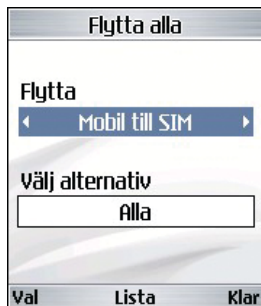 Flytta alla
Flytta
Mobil till SIM
Välj alternativ
Alla
Val Lista Klar